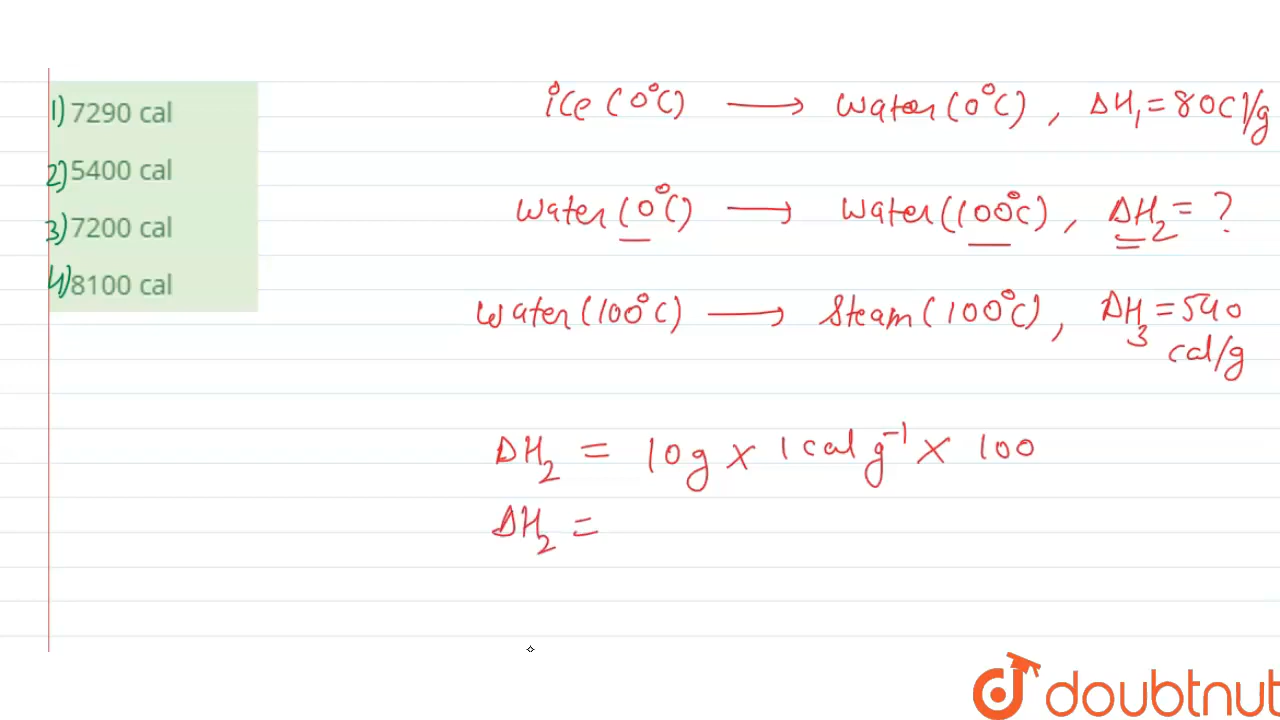 1) 7290 cal
2) 5400 cal
3) 7200 cal
4) 8100 cal
ice (0°C) → water (0°C), ΔH₁ = 80 C/g
water (0°C) → water (100°C), ΔH₂ = ?
water (100°C) → Steam (100°C), ΔH₃ = 540
cal/g
ΔH₂ = 10g × 1 cal g⁻¹ × 100
ΔH₂ =
doubtnut